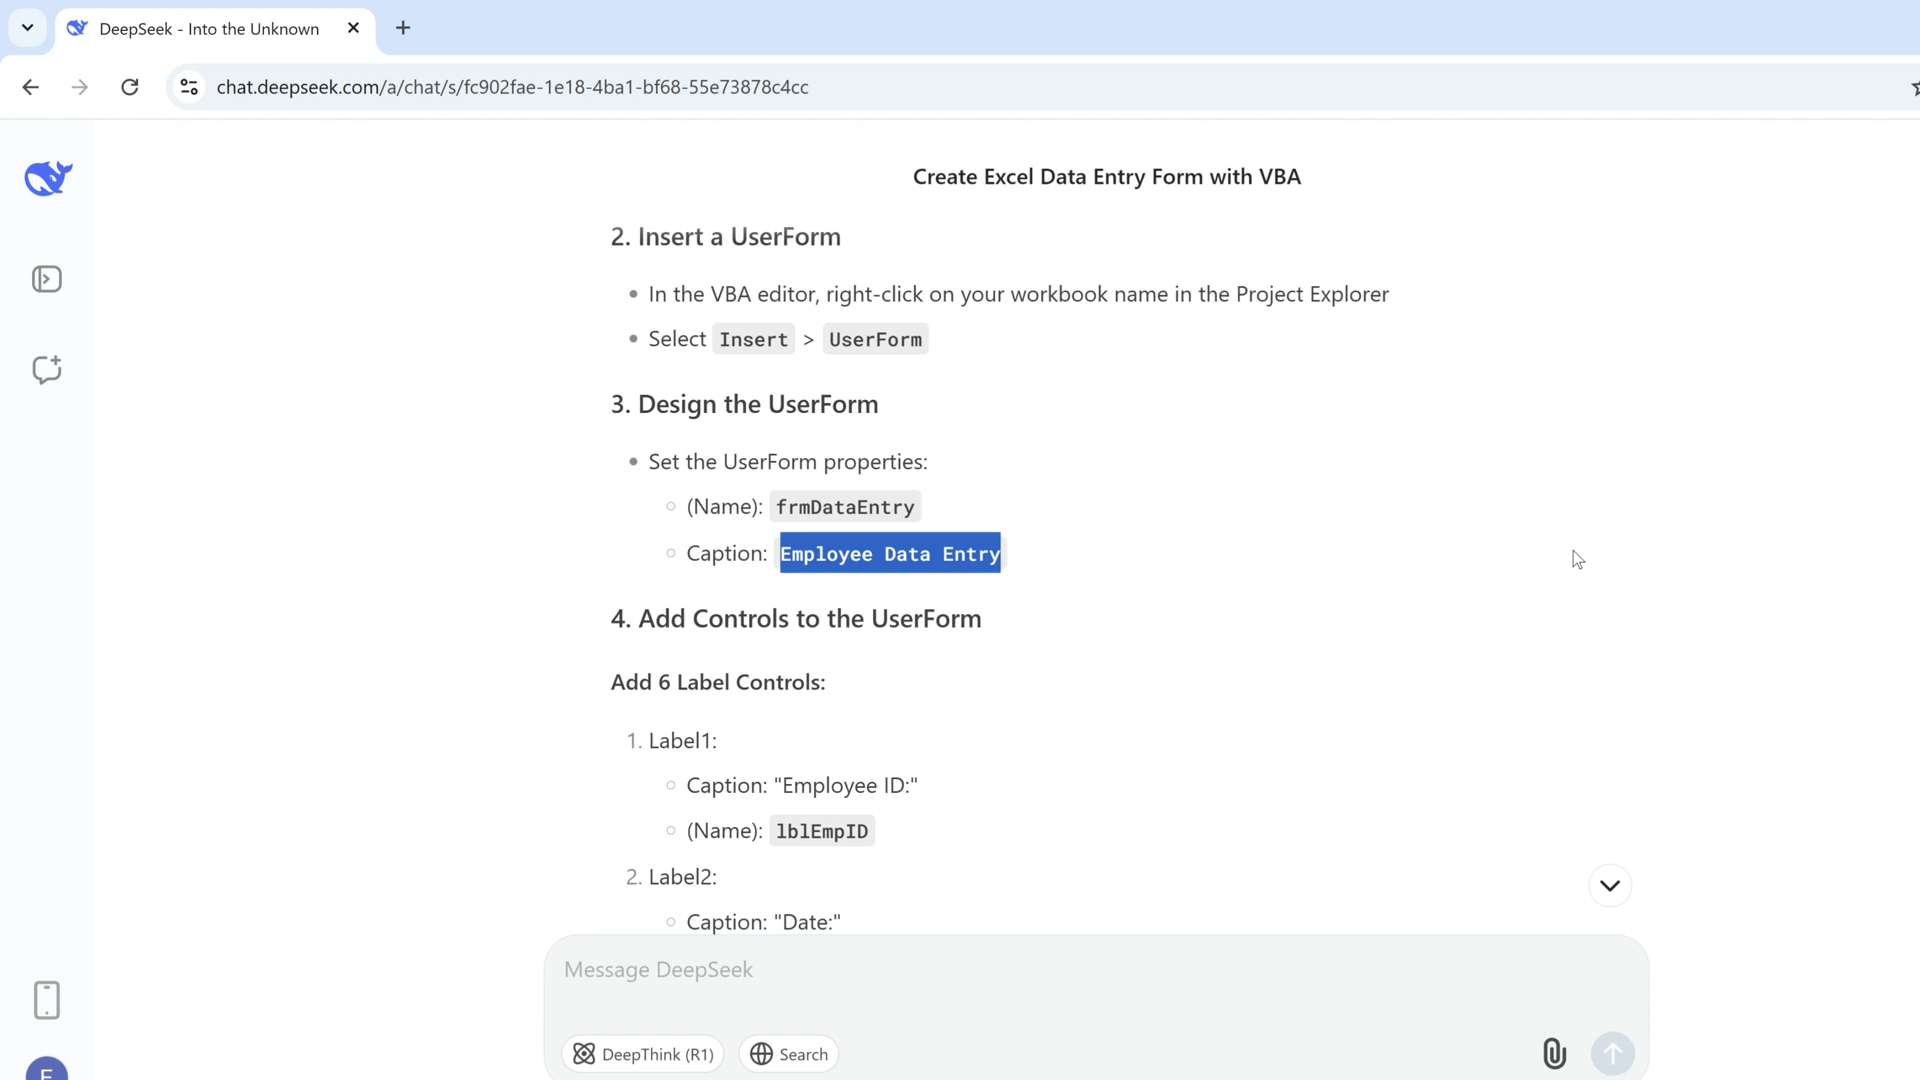 DeepSeek - Into the Unknown
chat.deepseek.com/a/chat/s/fc902fae-1e18-4ba1-bf68-55e73878c4cc
Create Excel Data Entry Form with VBA
2. Insert a UserForm
In the VBA editor, right-click on your workbook name in the Project Explorer
Select Insert > UserForm
3. Design the UserForm
Set the UserForm properties:
(Name): frmDataEntry
Caption: Employee Data Entry
4. Add Controls to the UserForm
Add 6 Label Controls:
1. Label1:
Caption: "Employee ID:"
(Name): lblEmpID
2. Label2:
Caption: "Date:"
Message DeepSeek
DeepThink (R1) Search